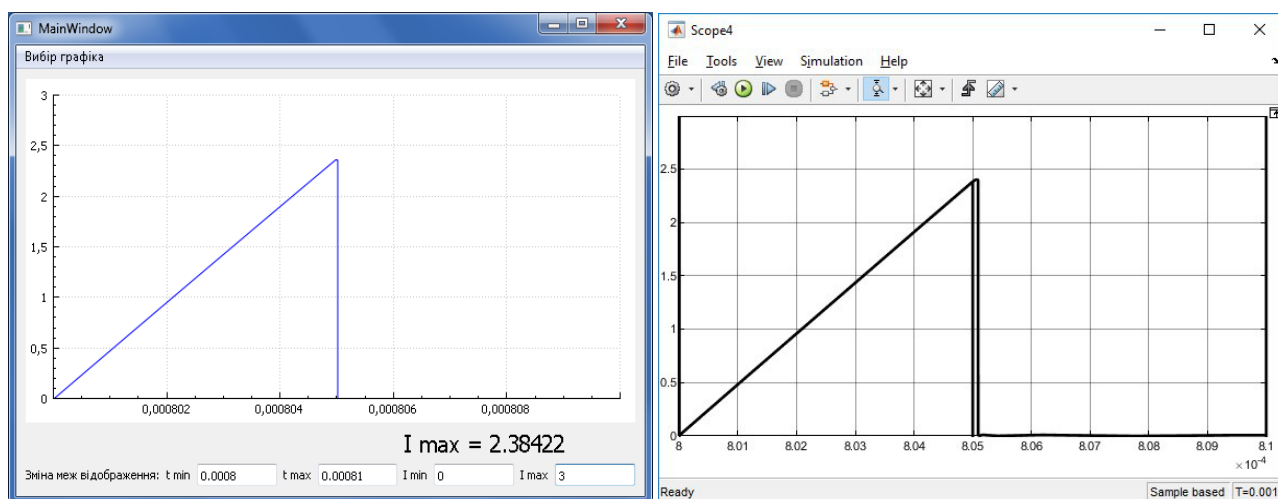 MainWindow
Вибір графіка
3
2,5
2
1,5
1
0,5
0
0,000802 0,000804 0,000806 0,000808
I max = 2.38422
Зміна меж відображення: t min 0.0008 t max 0.00081 I min 0 I max 3
Scope4
File Tools View Simulation Help
2.5
2
1.5
1
0.5
0
8 8.01 8.02 8.03 8.04 8.05 8.06 8.07 8.08 8.09 8.1
×10⁻⁴
Ready Sample based T=0.001